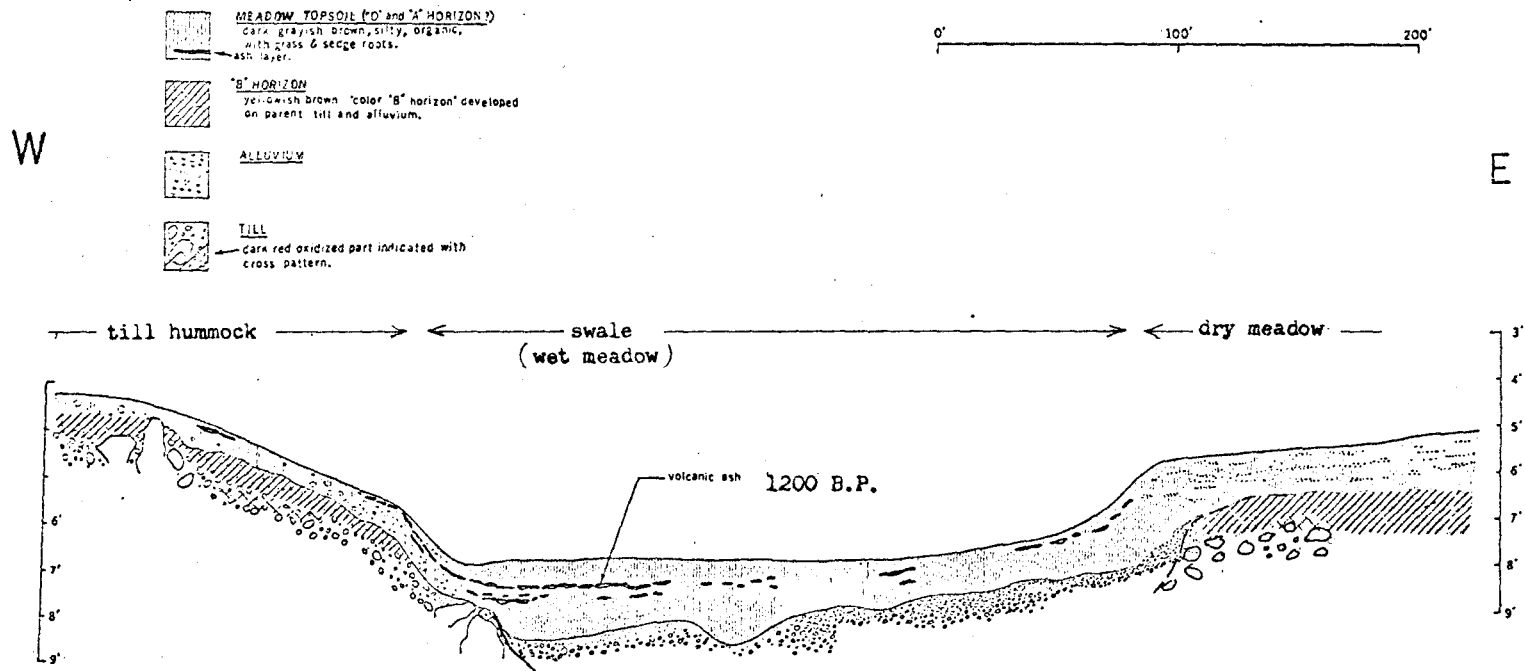 MEADOW TOPSOIL ("O" and "A" HORIZON?)
dark grayish brown, silty, organic,
with grass & sedge roots.
ash layer.
"B" HORIZON
yellowish brown "color "B" horizon" developed
on parent till and alluvium.
ALLUVIUM
TILL
dark red oxidized part indicated with
cross pattern.
0' 100' 200'
W
E
till hummock
swale
(wet meadow)
dry meadow
volcanic ash 1200 B.P.
6'
7'
8'
9'
3'
4'
5'
6'
7'
8'
9'